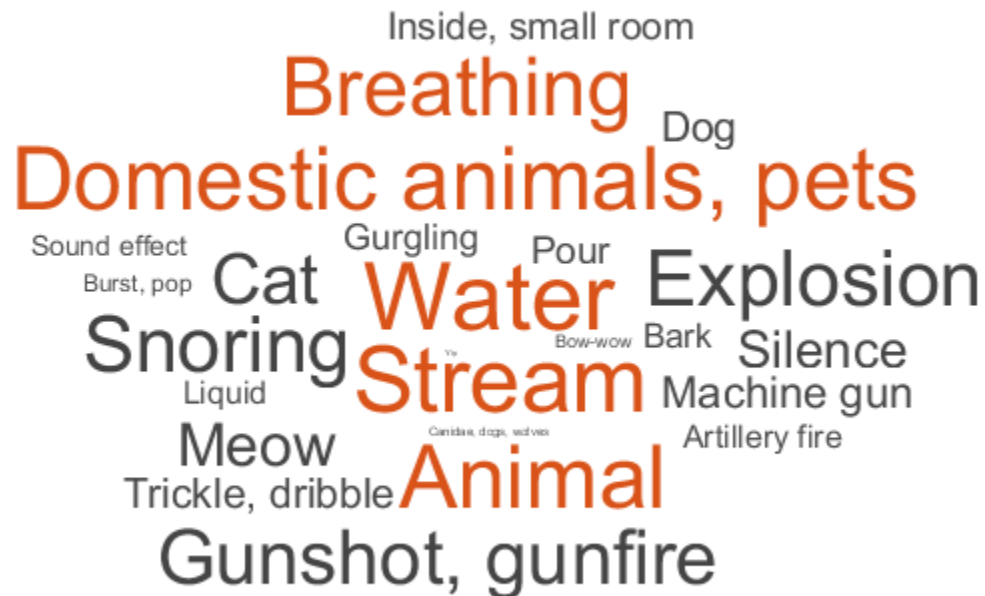 Inside, small room
Breathing
Dog
Domestic animals, pets
Sound effect
Gurgling
Pour
Burst, pop
Cat
Water
Explosion
Snoring
Bow-wow
Bark
Silence
Stream
Liquid
Machine gun
Canidae, dogs, wolves
Meow
Artillery fire
Trickle, dribble
Animal
Gunshot, gunfire